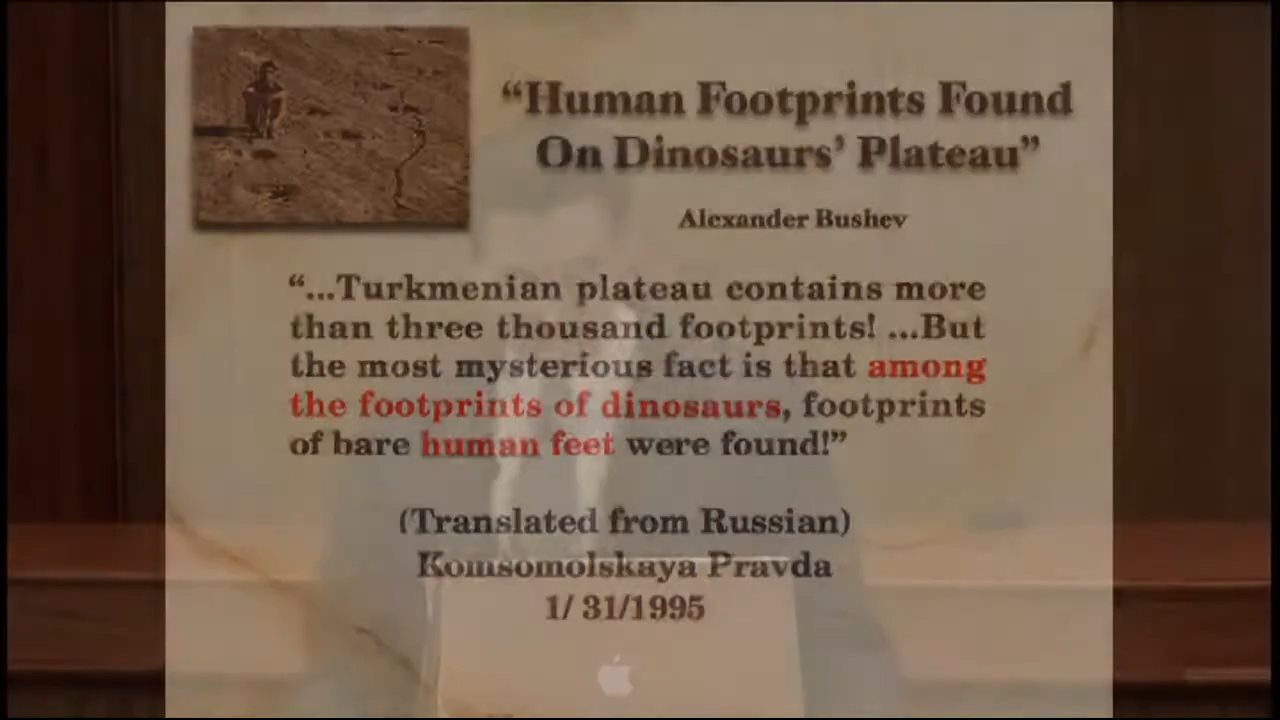 “Human Footprints Found
On Dinosaurs’ Plateau”
Alexander Bushev
“...Turkmenian plateau contains more
than three thousand footprints! ...But
the most mysterious fact is that among
the footprints of dinosaurs, footprints
of bare human feet were found!”
(Translated from Russian)
Komsomolskaya Pravda
1/ 31/1995